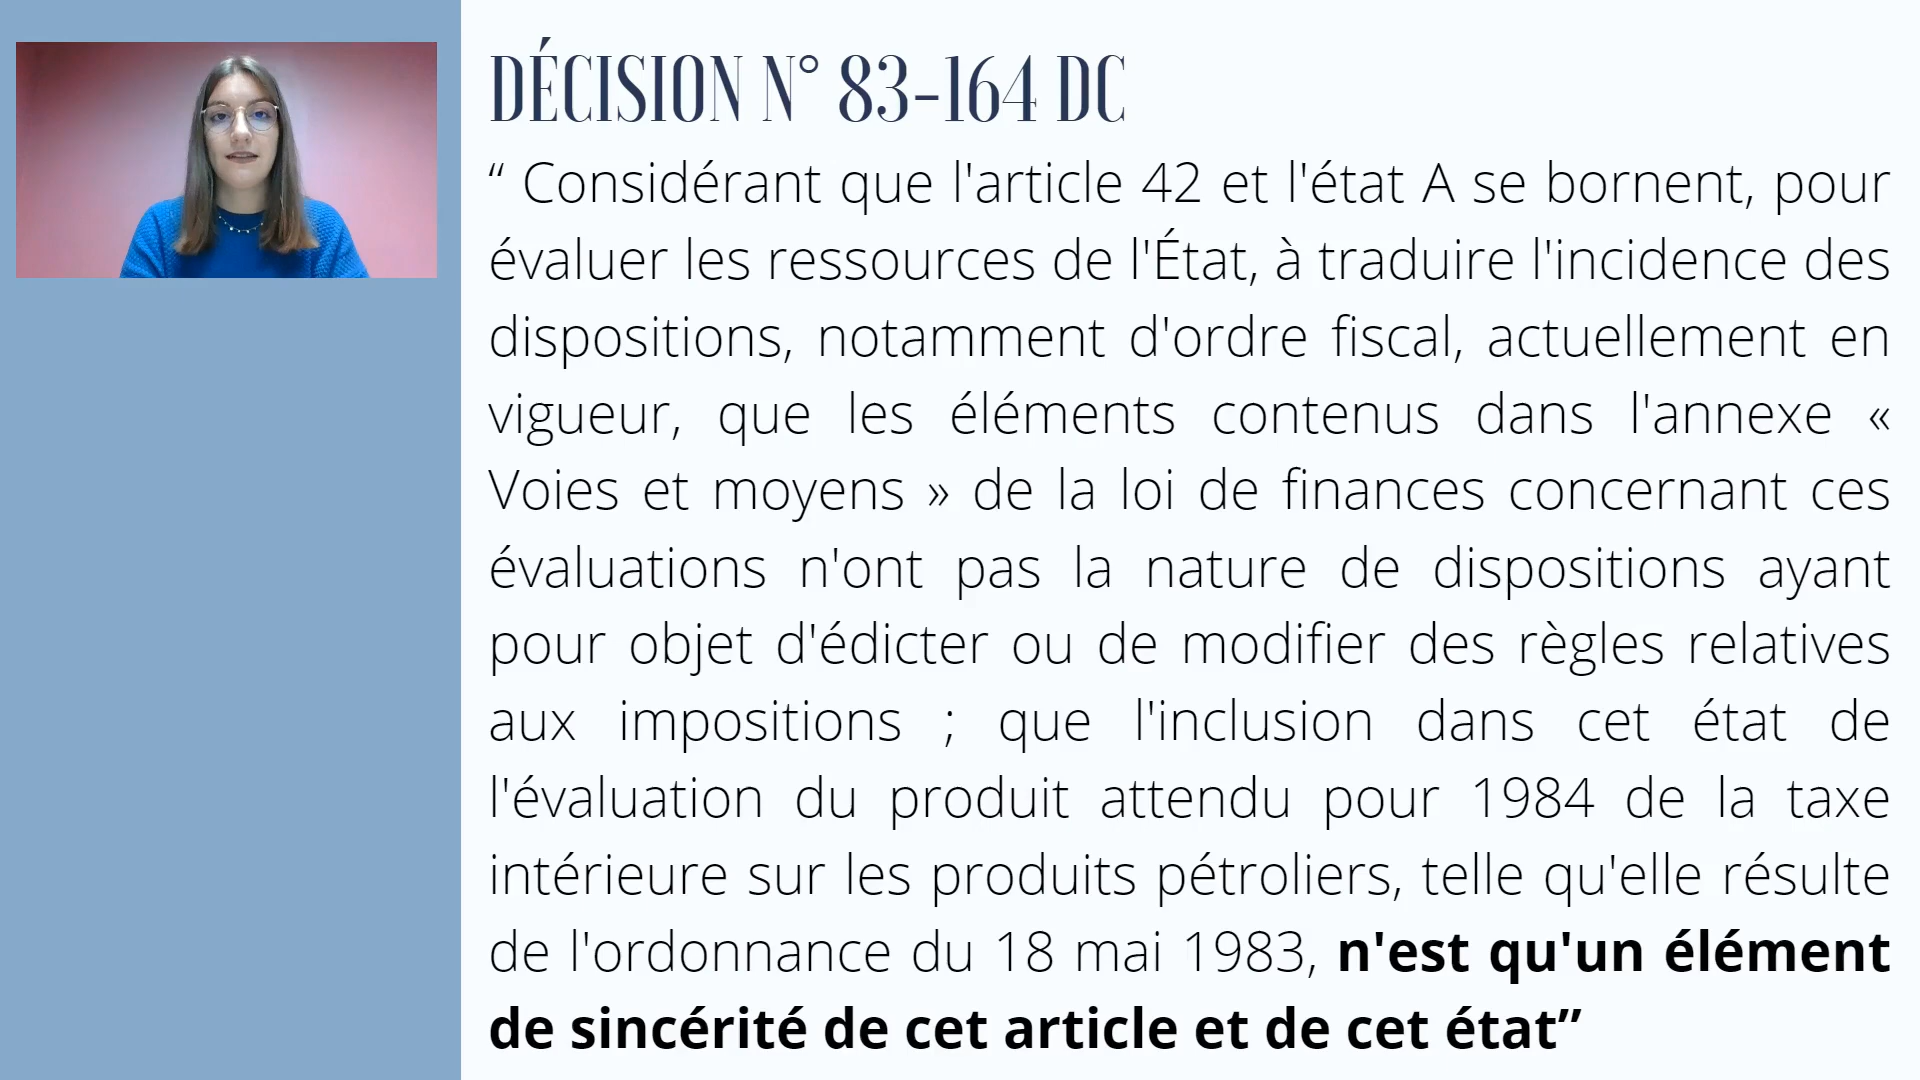 DÉCISION N° 83-164 DC
“ Considérant que l'article 42 et l'état A se bornent, pour
évaluer les ressources de l'État, à traduire l'incidence des
dispositions, notamment d'ordre fiscal, actuellement en
vigueur, que les éléments contenus dans l'annexe «
Voies et moyens » de la loi de finances concernant ces
évaluations n'ont pas la nature de dispositions ayant
pour objet d'édicter ou de modifier des règles relatives
aux impositions ; que l'inclusion dans cet état de
l'évaluation du produit attendu pour 1984 de la taxe
intérieure sur les produits pétroliers, telle qu'elle résulte
de l'ordonnance du 18 mai 1983, n'est qu'un élément
de sincérité de cet article et de cet état”